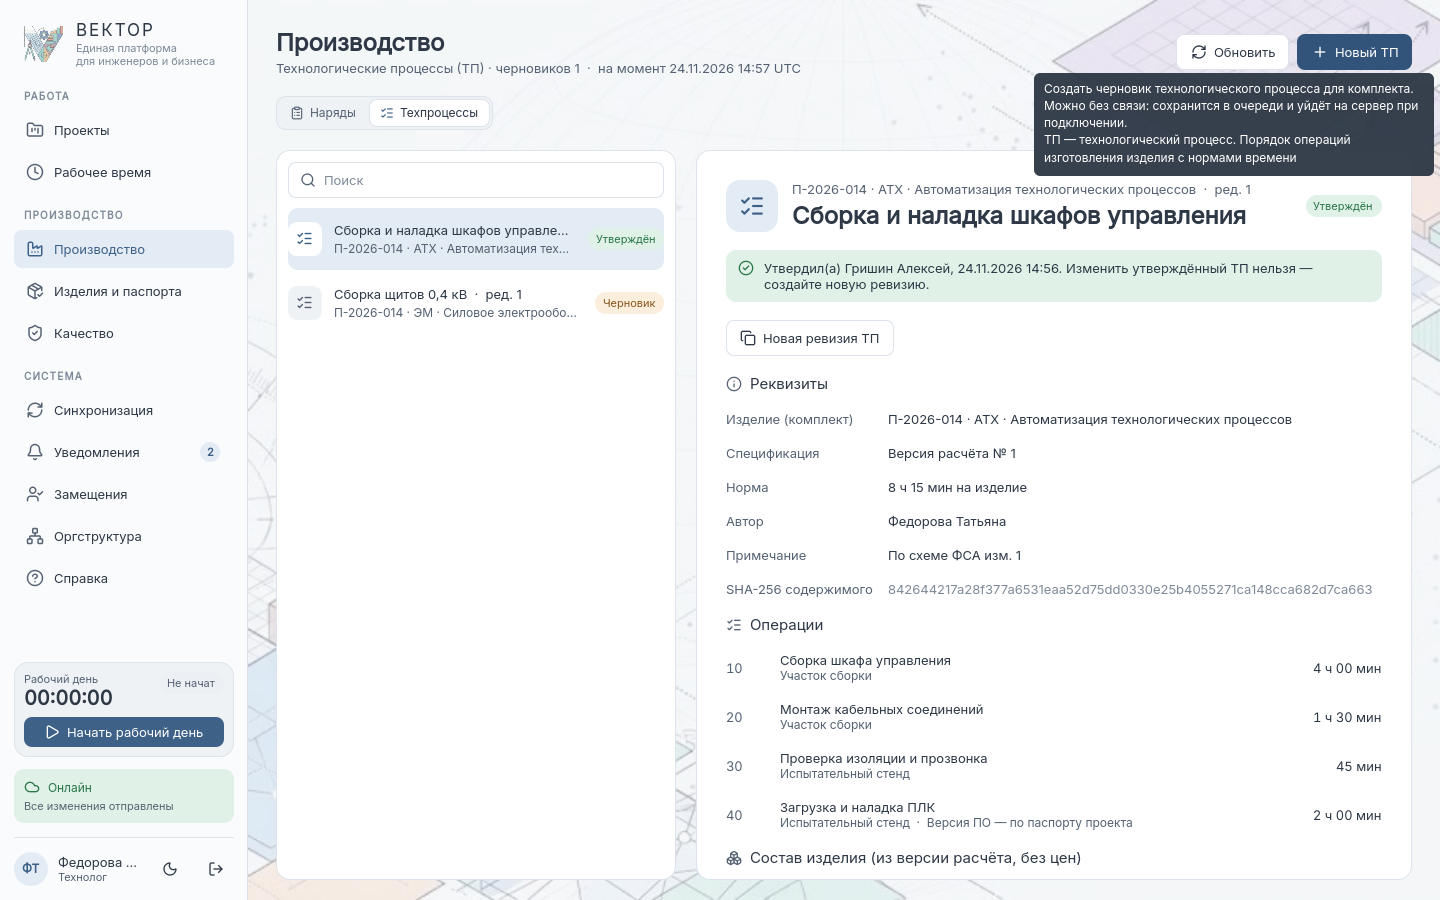 ВЕКТОР
Единая платформа
для инженеров и бизнеса
РАБОТА
Проекты
Рабочее время
ПРОИЗВОДСТВО
Производство
Изделия и паспорта
Качество
СИСТЕМА
Синхронизация
Уведомления 2
Замещения
Оргструктура
Справка
Рабочий день
Не начат
00:00:00
Начать рабочий день
Онлайн
Все изменения отправлены
ФТ
Федорова ...
Технолог
Производство
Технологические процессы (ТП) · черновиков 1 · на момент 24.11.2026 14:57 UTC
Обновить
Новый ТП
Создать черновик технологического процесса для комплекта.
Можно без связи: сохранится в очереди и уйдёт на сервер при
подключении.
ТП — технологический процесс. Порядок операций
изготовления изделия с нормами времени
Наряды
Техпроцессы
Поиск
Сборка и наладка шкафов управле...
П-2026-014 · АТХ · Автоматизация тех...
Утверждён
Сборка щитов 0,4 кВ · ред. 1
П-2026-014 · ЭМ · Силовое электрообо...
Черновик
П-2026-014 · АТХ · Автоматизация технологических процессов · ред. 1
Сборка и наладка шкафов управления
Утверждён
Утвердил(а) Гришин Алексей, 24.11.2026 14:56. Изменить утверждённый ТП нельзя —
создайте новую ревизию.
Новая ревизия ТП
Реквизиты
Изделие (комплект) П-2026-014 · АТХ · Автоматизация технологических процессов
Спецификация Версия расчёта № 1
Норма 8 ч 15 мин на изделие
Автор Федорова Татьяна
Примечание По схеме ФСА изм. 1
SHA-256 содержимого 842644217a28f377a6531eaa52d75dd0330e25b4055271ca148cca682d7ca663
Операции
10 Сборка шкафа управления 4 ч 00 мин
Участок сборки
20 Монтаж кабельных соединений 1 ч 30 мин
Участок сборки
30 Проверка изоляции и прозвонка 45 мин
Испытательный стенд
40 Загрузка и наладка ПЛК 2 ч 00 мин
Испытательный стенд · Версия ПО — по паспорту проекта
Состав изделия (из версии расчёта, без цен)